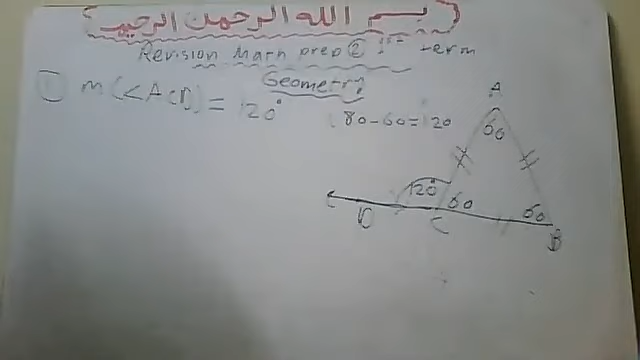 بسم الله الرحمن الرحيم
Revision Math prep ② 1st term
Geometry
① m(<ACD) = 120°
180-60=120
A
60
120°
60
60
D
C
B